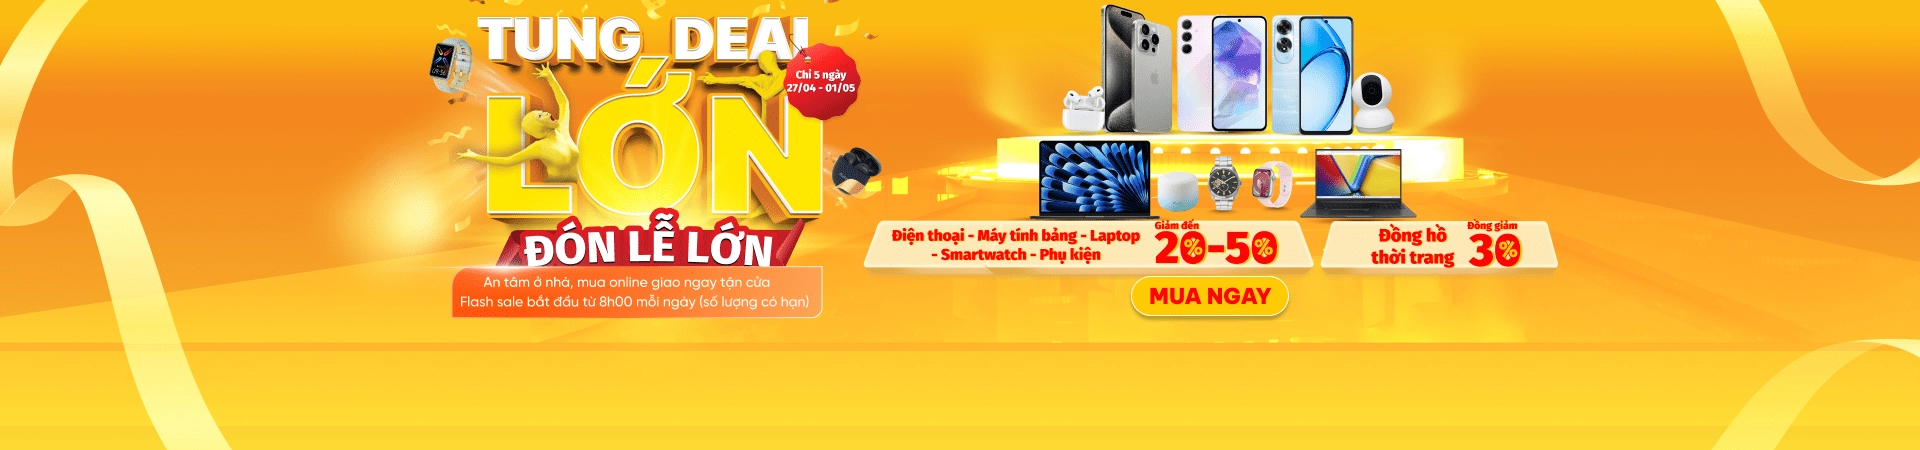 TUNG DEAL
LỚN
Chỉ 5 ngày
27/04 - 01/05
ĐÓN LỄ LỚN
An tâm ở nhà, mua online giao ngay tận cửa
Flash sale bắt đầu từ 8h00 mỗi ngày (số lượng có hạn)
Điện thoại - Máy tính bảng - Laptop
- Smartwatch - Phụ kiện
Giảm đến
20%-50%
Đồng hồ
thời trang
Đồng giảm
30%
MUA NGAY
09:36